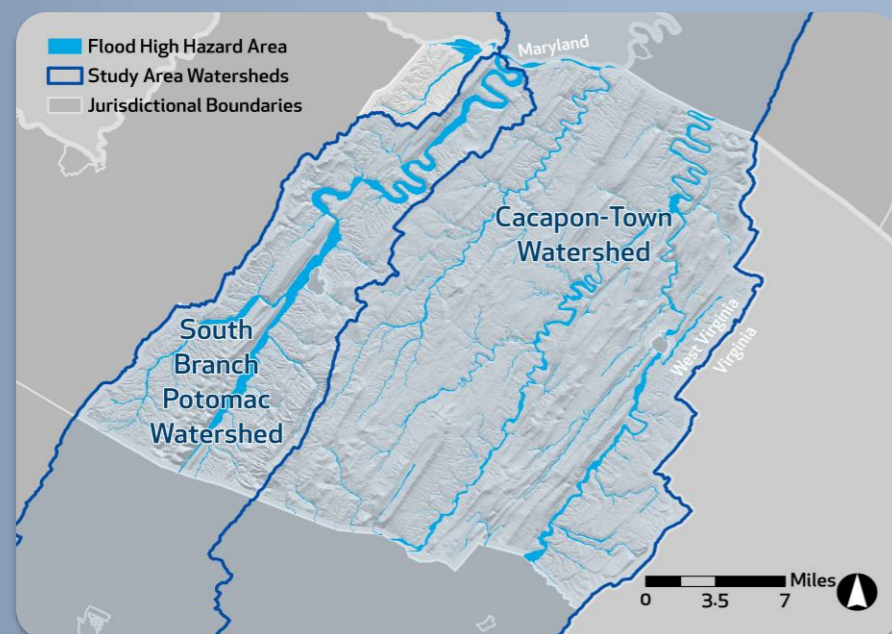 Flood High Hazard Area
Study Area Watersheds
Jurisdictional Boundaries
Maryland
Cacapon-Town
Watershed
South
Branch
Potomac
Watershed
West Virginia
Virginia
Miles
0 3.5 7